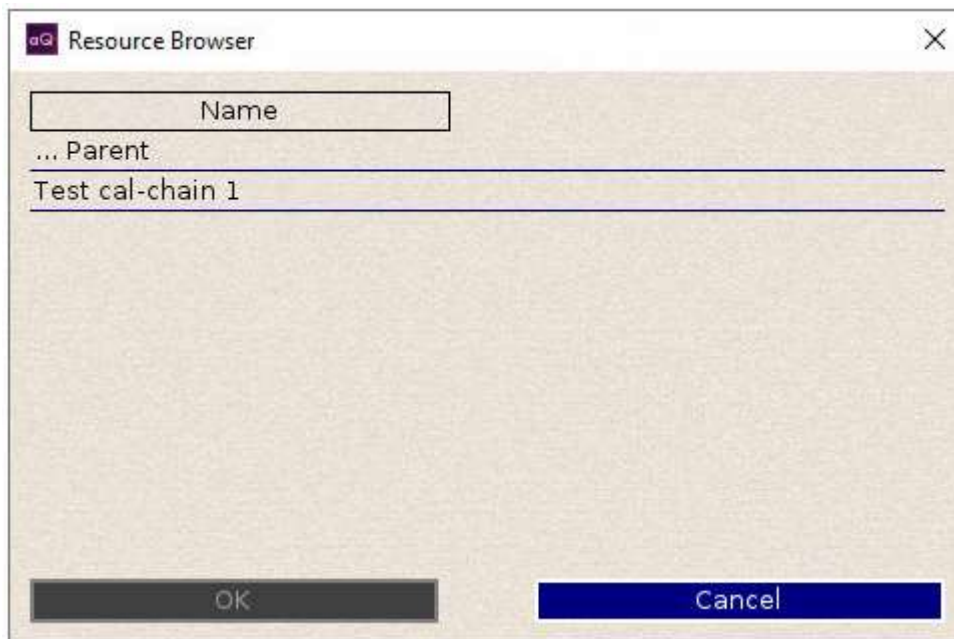 aQ Resource Browser
Name
... Parent
Test cal-chain 1
OK Cancel